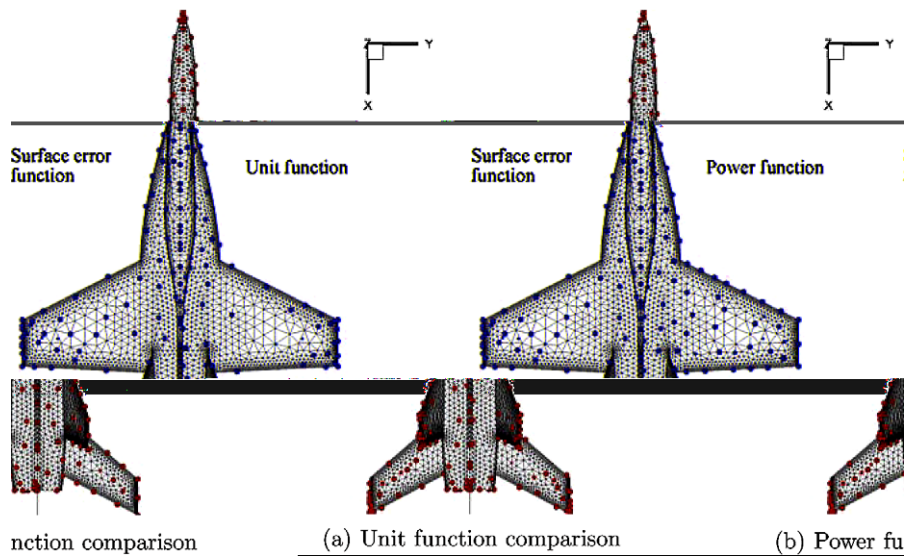 Z Y
X
Z Y
X
Surface error
function
Unit function
Surface error
function
Power function
nction comparison
(a) Unit function comparison
(b) Power fu